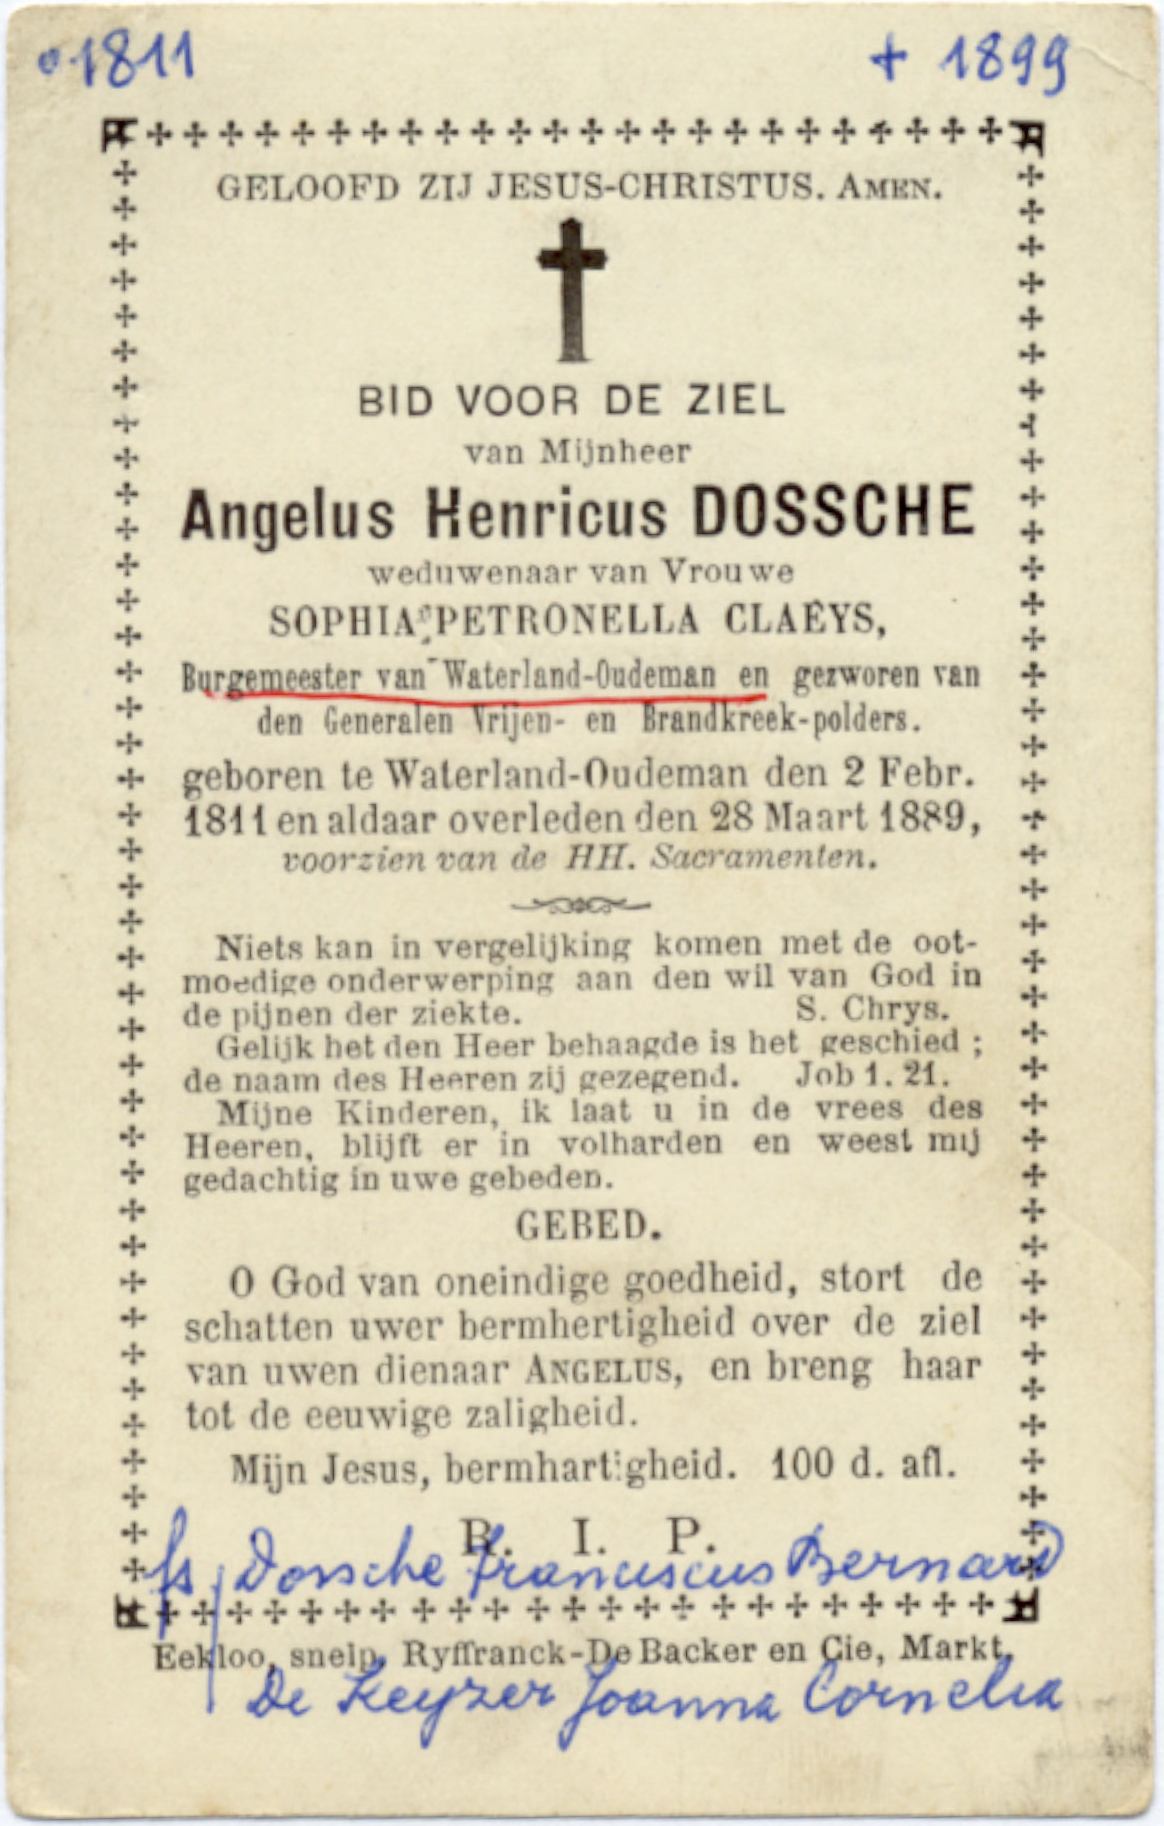 °1811 + 1899
GELOOFD ZIJ JESUS-CHRISTUS. AMEN.
BID VOOR DE ZIEL
van Mijnheer
Angelus Henricus DOSSCHE
weduwenaar van Vrouwe
SOPHIA PETRONELLA CLAEYS,
Burgemeester van Waterland-Oudeman en gezworen van
den Generalen Vrijen- en Brandkreek-polders.
geboren te Waterland-Oudeman den 2 Febr.
1811 en aldaar overleden den 28 Maart 1889,
voorzien van de HH. Sacramenten.
Niets kan in vergelijking komen met de oot-
moedige onderwerping aan den wil van God in
de pijnen der ziekte. S. Chrys.
Gelijk het den Heer behaagde is het geschied ;
de naam des Heeren zij gezegend. Job 1. 21.
Mijne Kinderen, ik laat u in de vrees des
Heeren, blijft er in volharden en weest mij
gedachtig in uwe gebeden.
GEBED.
O God van oneindige goedheid, stort de
schatten uwer bermhertigheid over de ziel
van uwen dienaar ANGELUS, en breng haar
tot de eeuwige zaligheid.
Mijn Jesus, bermhartigheid. 100 d. afl.
R. I. P.
fs Dossche Franciscus Bernard
Eekloo, snelp. Ryffranck-De Backer en Cie, Markt.
De Keyzer Joanna Cornelia